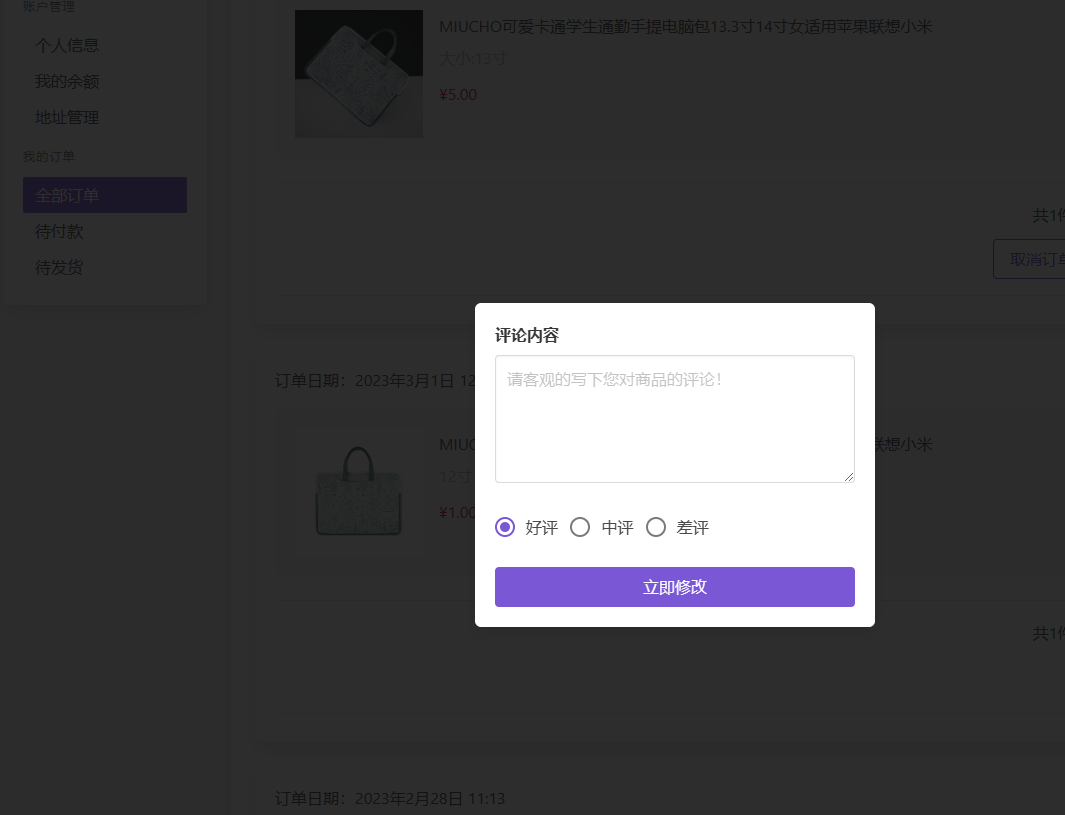 账户管理
个人信息
我的余额
地址管理
我的订单
全部订单
待付款
待发货
MIUCHO可爱卡通学生通勤手提电脑包13.3寸14寸女适用苹果联想小米
大小:13寸
¥5.00
共1件
取消订单
订单日期：2023年3月1日 12
MIUC
联想小米
12寸
¥1.00
共1件
评论内容
请客观的写下您对商品的评论！
好评 中评 差评
立即修改
订单日期：2023年2月28日 11:13